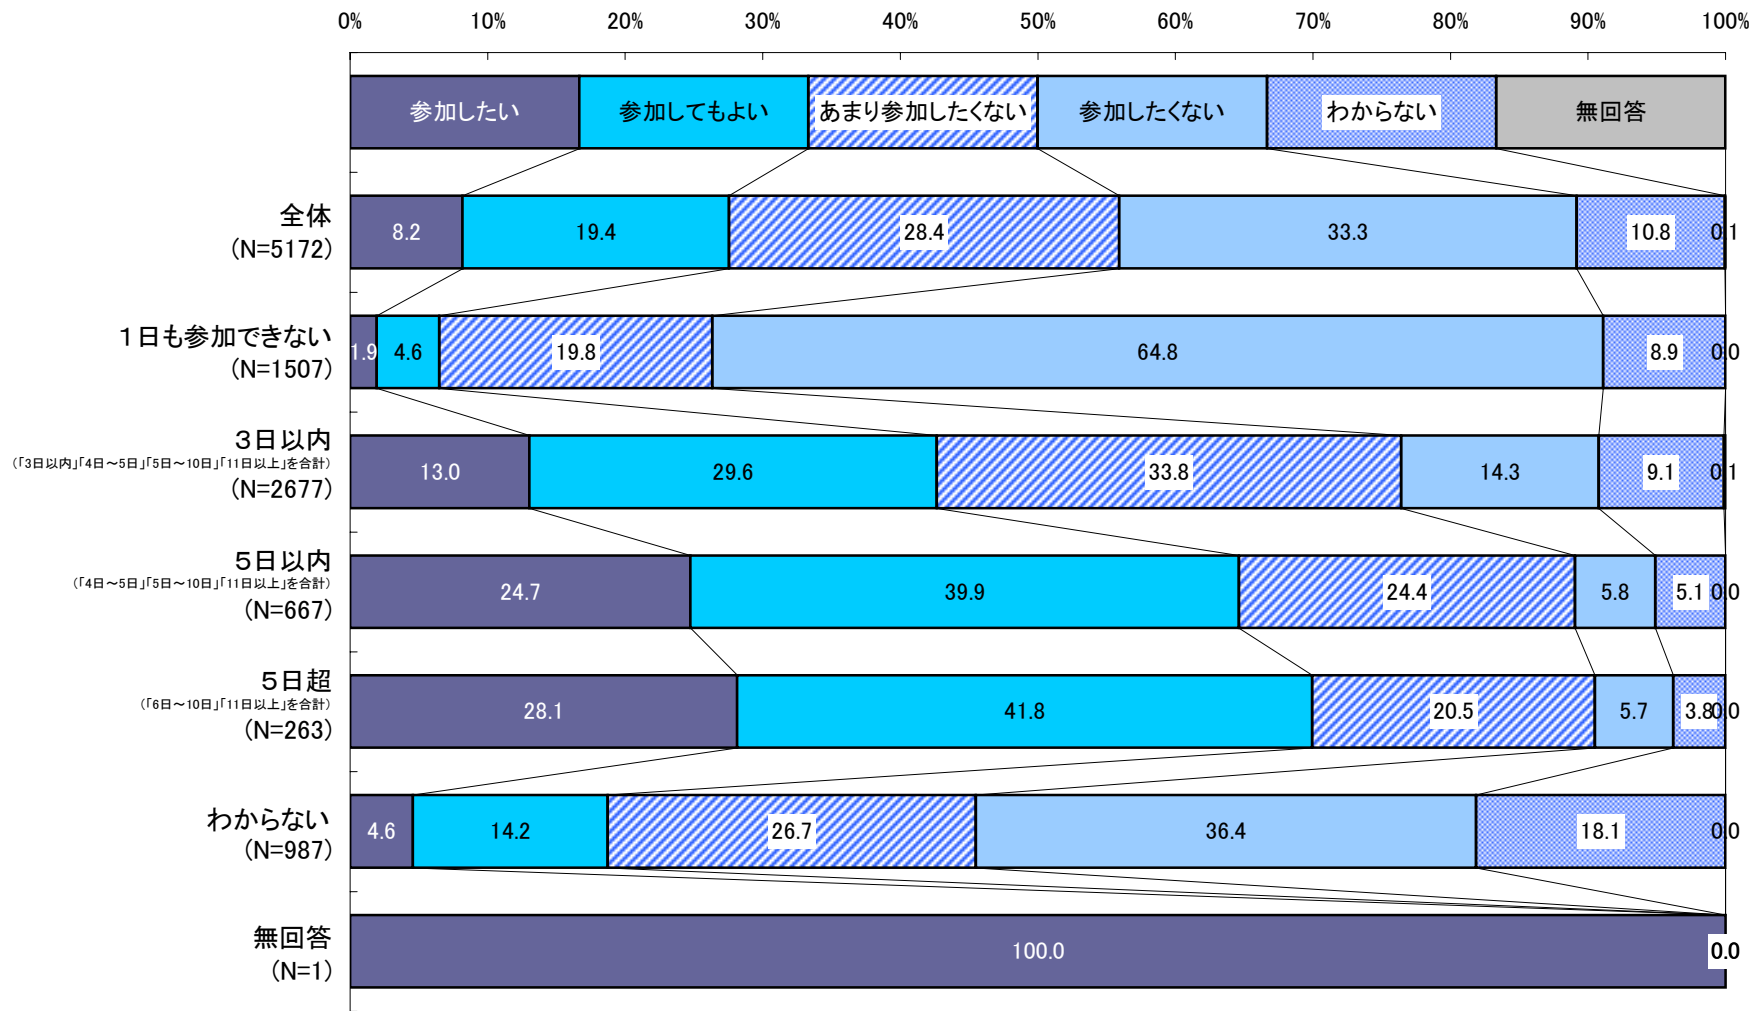 0% 10% 20% 30% 40% 50% 60% 70% 80% 90% 100%
参加したい 参加してもよい あまり参加したくない 参加したくない わからない 無回答
全体
(N=5172)
8.2 19.4 28.4 33.3 10.8 0.1
１日も参加できない
(N=1507)
1.9 4.6 19.8 64.8 8.9 0.0
３日以内
(「3日以内」「4日～5日」「5日～10日」「11日以上」を合計)
(N=2677)
13.0 29.6 33.8 14.3 9.1 0.1
５日以内
(「4日～5日」「5日～10日」「11日以上」を合計)
(N=667)
24.7 39.9 24.4 5.8 5.1 0.0
５日超
(「6日～10日」「11日以上」を合計)
(N=263)
28.1 41.8 20.5 5.7 3.8 0.0
わからない
(N=987)
4.6 14.2 26.7 36.4 18.1 0.0
無回答
(N=1)
100.0 0.0